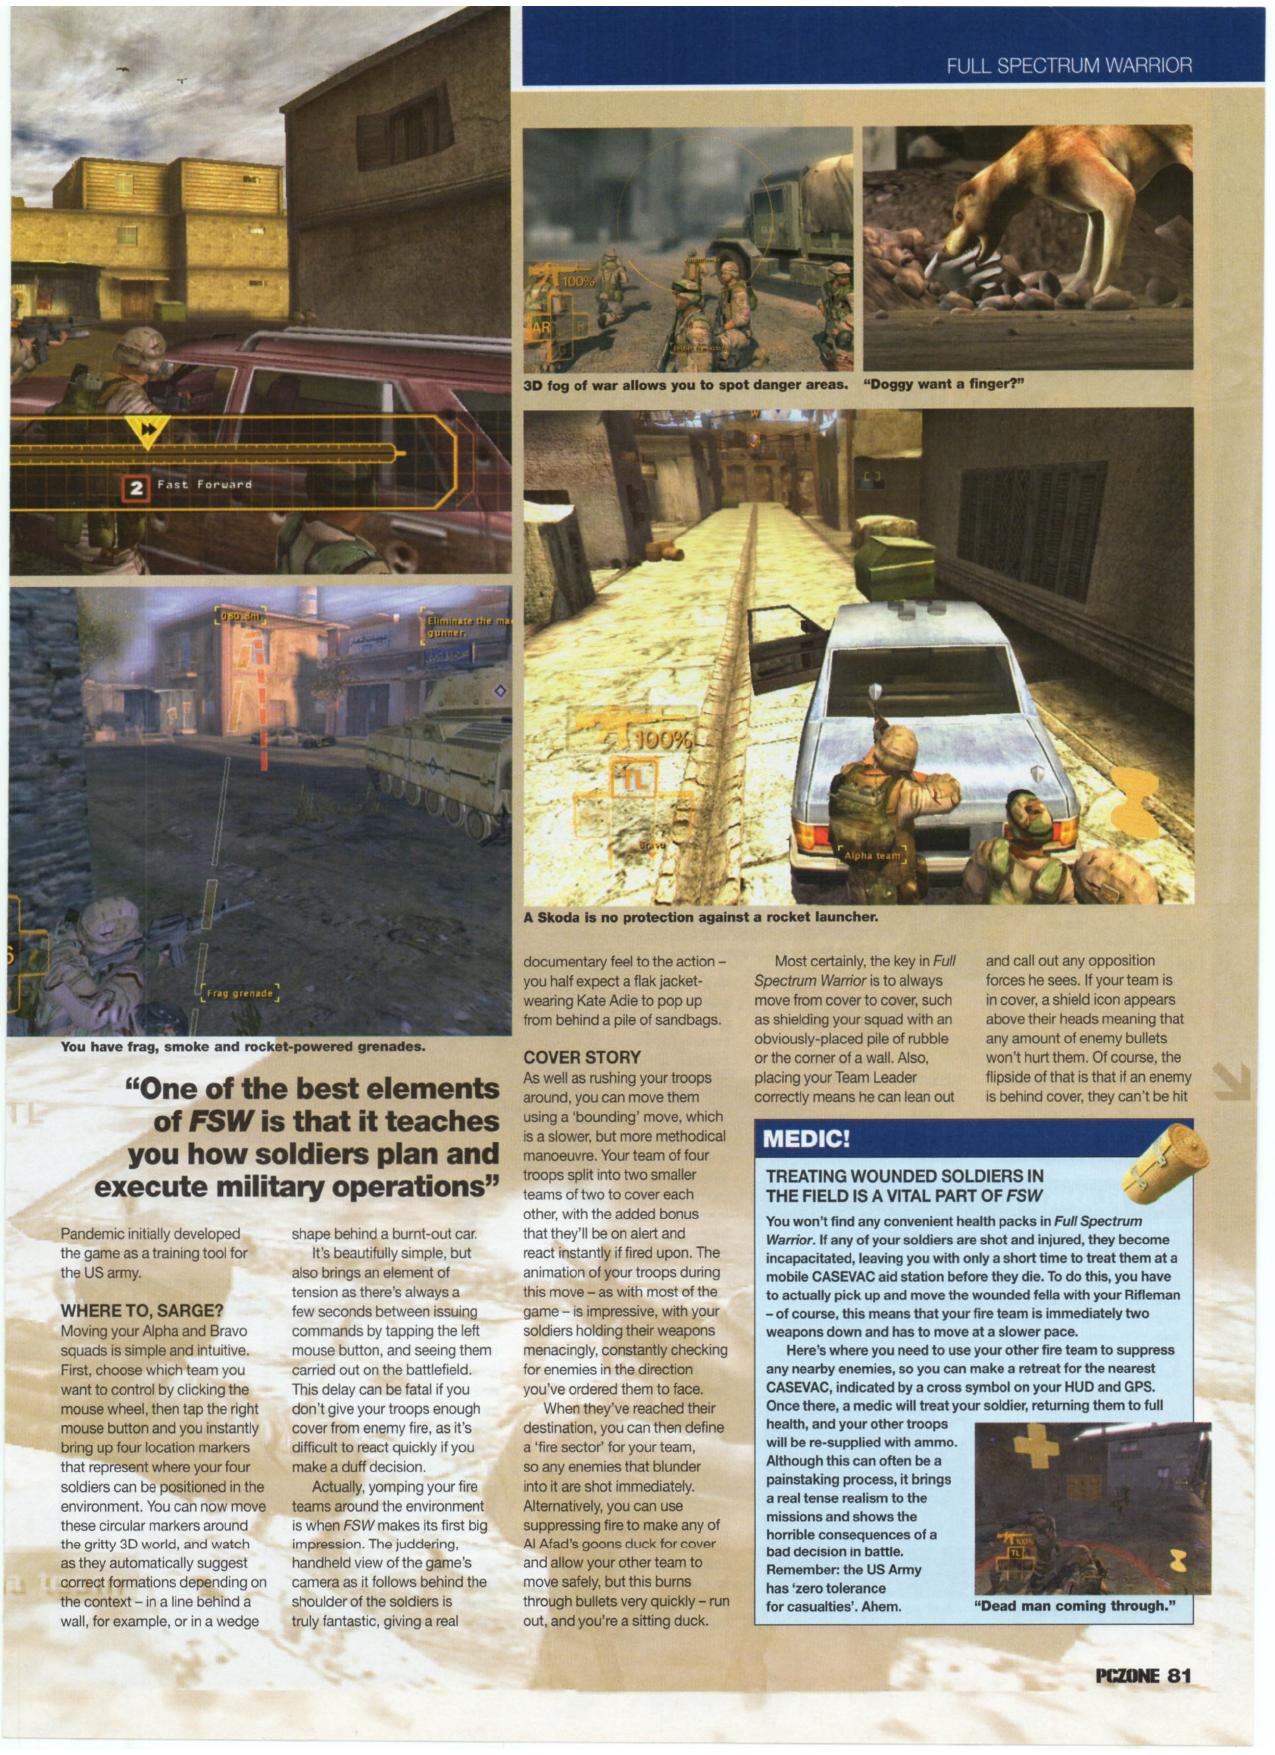 FULL SPECTRUM WARRIOR
100%
AR
3D fog of war allows you to spot danger areas.
“Doggy want a finger?”
2 Fast Forward
080.8m
Eliminate the
gunner.
Frag grenade
You have frag, smoke and rocket-powered grenades.
100%
TL
Bravo
Alpha team
A Skoda is no protection against a rocket launcher.
“One of the best elements
of FSW is that it teaches
you how soldiers plan and
execute military operations”
Pandemic initially developed
the game as a training tool for
the US army.
WHERE TO, SARGE?
Moving your Alpha and Bravo
squads is simple and intuitive.
First, choose which team you
want to control by clicking the
mouse wheel, then tap the right
mouse button and you instantly
bring up four location markers
that represent where your four
soldiers can be positioned in the
environment. You can now move
these circular markers around
the gritty 3D world, and watch
as they automatically suggest
correct formations depending on
the context – in a line behind a
wall, for example, or in a wedge
shape behind a burnt-out car.
It’s beautifully simple, but
also brings an element of
tension as there’s always a
few seconds between issuing
commands by tapping the left
mouse button, and seeing them
carried out on the battlefield.
This delay can be fatal if you
don’t give your troops enough
cover from enemy fire, as it’s
difficult to react quickly if you
make a duff decision.
Actually, yomping your fire
teams around the environment
is when FSW makes its first big
impression. The juddering,
handheld view of the game’s
camera as it follows behind the
shoulder of the soldiers is
truly fantastic, giving a real
documentary feel to the action –
you half expect a flak jacket-
wearing Kate Adie to pop up
from behind a pile of sandbags.
COVER STORY
As well as rushing your troops
around, you can move them
using a ‘bounding’ move, which
is a slower, but more methodical
manoeuvre. Your team of four
troops split into two smaller
teams of two to cover each
other, with the added bonus
that they’ll be on alert and
react instantly if fired upon. The
animation of your troops during
this move – as with most of the
game – is impressive, with your
soldiers holding their weapons
menacingly, constantly checking
for enemies in the direction
you’ve ordered them to face.
When they’ve reached their
destination, you can then define
a ‘fire sector’ for your team,
so any enemies that blunder
into it are shot immediately.
Alternatively, you can use
suppressing fire to make any of
Al Afad’s goons duck for cover
and allow your other team to
move safely, but this burns
through bullets very quickly – run
out, and you’re a sitting duck.
Most certainly, the key in Full
Spectrum Warrior is to always
move from cover to cover, such
as shielding your squad with an
obviously-placed pile of rubble
or the corner of a wall. Also,
placing your Team Leader
correctly means he can lean out
and call out any opposition
forces he sees. If your team is
in cover, a shield icon appears
above their heads meaning that
any amount of enemy bullets
won’t hurt them. Of course, the
flipside of that is that if an enemy
is behind cover, they can’t be hit
MEDIC!
TREATING WOUNDED SOLDIERS IN
THE FIELD IS A VITAL PART OF FSW
You won’t find any convenient health packs in Full Spectrum
Warrior. If any of your soldiers are shot and injured, they become
incapacitated, leaving you with only a short time to treat them at a
mobile CASEVAC aid station before they die. To do this, you have
to actually pick up and move the wounded fella with your Rifleman
– of course, this means that your fire team is immediately two
weapons down and has to move at a slower pace.
Here’s where you need to use your other fire team to suppress
any nearby enemies, so you can make a retreat for the nearest
CASEVAC, indicated by a cross symbol on your HUD and GPS.
Once there, a medic will treat your soldier, returning them to full
health, and your other troops
will be re-supplied with ammo.
Although this can often be a
painstaking process, it brings
a real tense realism to the
missions and shows the
horrible consequences of a
bad decision in battle.
Remember: the US Army
has ‘zero tolerance
for casualties’. Ahem.
100%
TL
“Dead man coming through.”
PCZONE 81